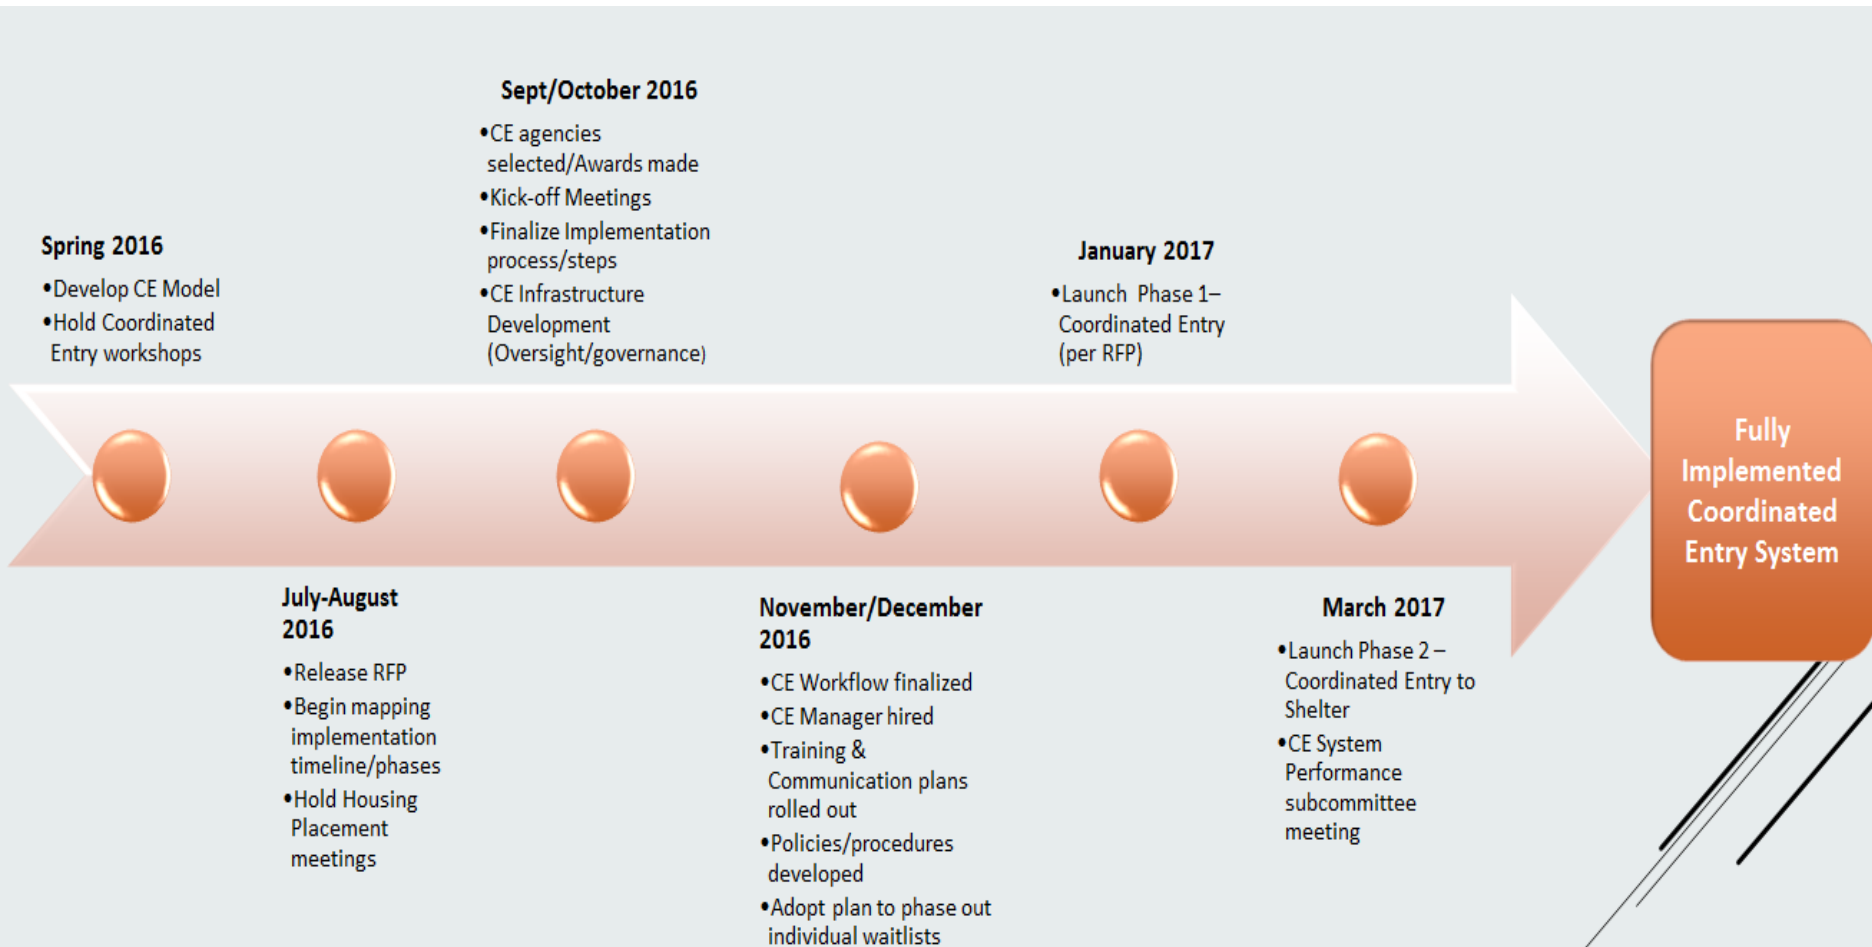 Spring 2016
•Develop CE Model
•Hold Coordinated
Entry workshops
July-August
2016
•Release RFP
•Begin mapping
implementation
timeline/phases
•Hold Housing
Placement
meetings
Sept/October 2016
•CE agencies
selected/Awards made
•Kick-off Meetings
•Finalize Implementation
process/steps
•CE Infrastructure
Development
(Oversight/governance)
November/December
2016
•CE Workflow finalized
•CE Manager hired
•Training &
Communication plans
rolled out
•Policies/procedures
developed
•Adopt plan to phase out
individual waitlists
January 2017
•Launch Phase 1–
Coordinated Entry
(per RFP)
March 2017
•Launch Phase 2 –
Coordinated Entry to
Shelter
•CE System
Performance
subcommittee
meeting
Fully
Implemented
Coordinated
Entry System